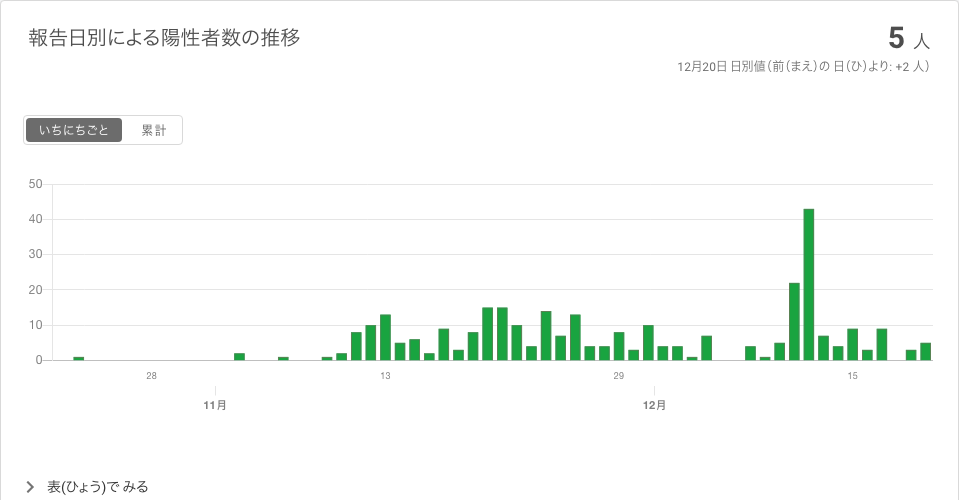 報告日別による陽性者数の推移
5 人
12月20日 日別値（前（まえ）の 日（ひ）より: +2 人）
いちにちごと 累計
50
40
30
20
10
0
28 13 29 15
11月 12月
表(ひょう)で みる